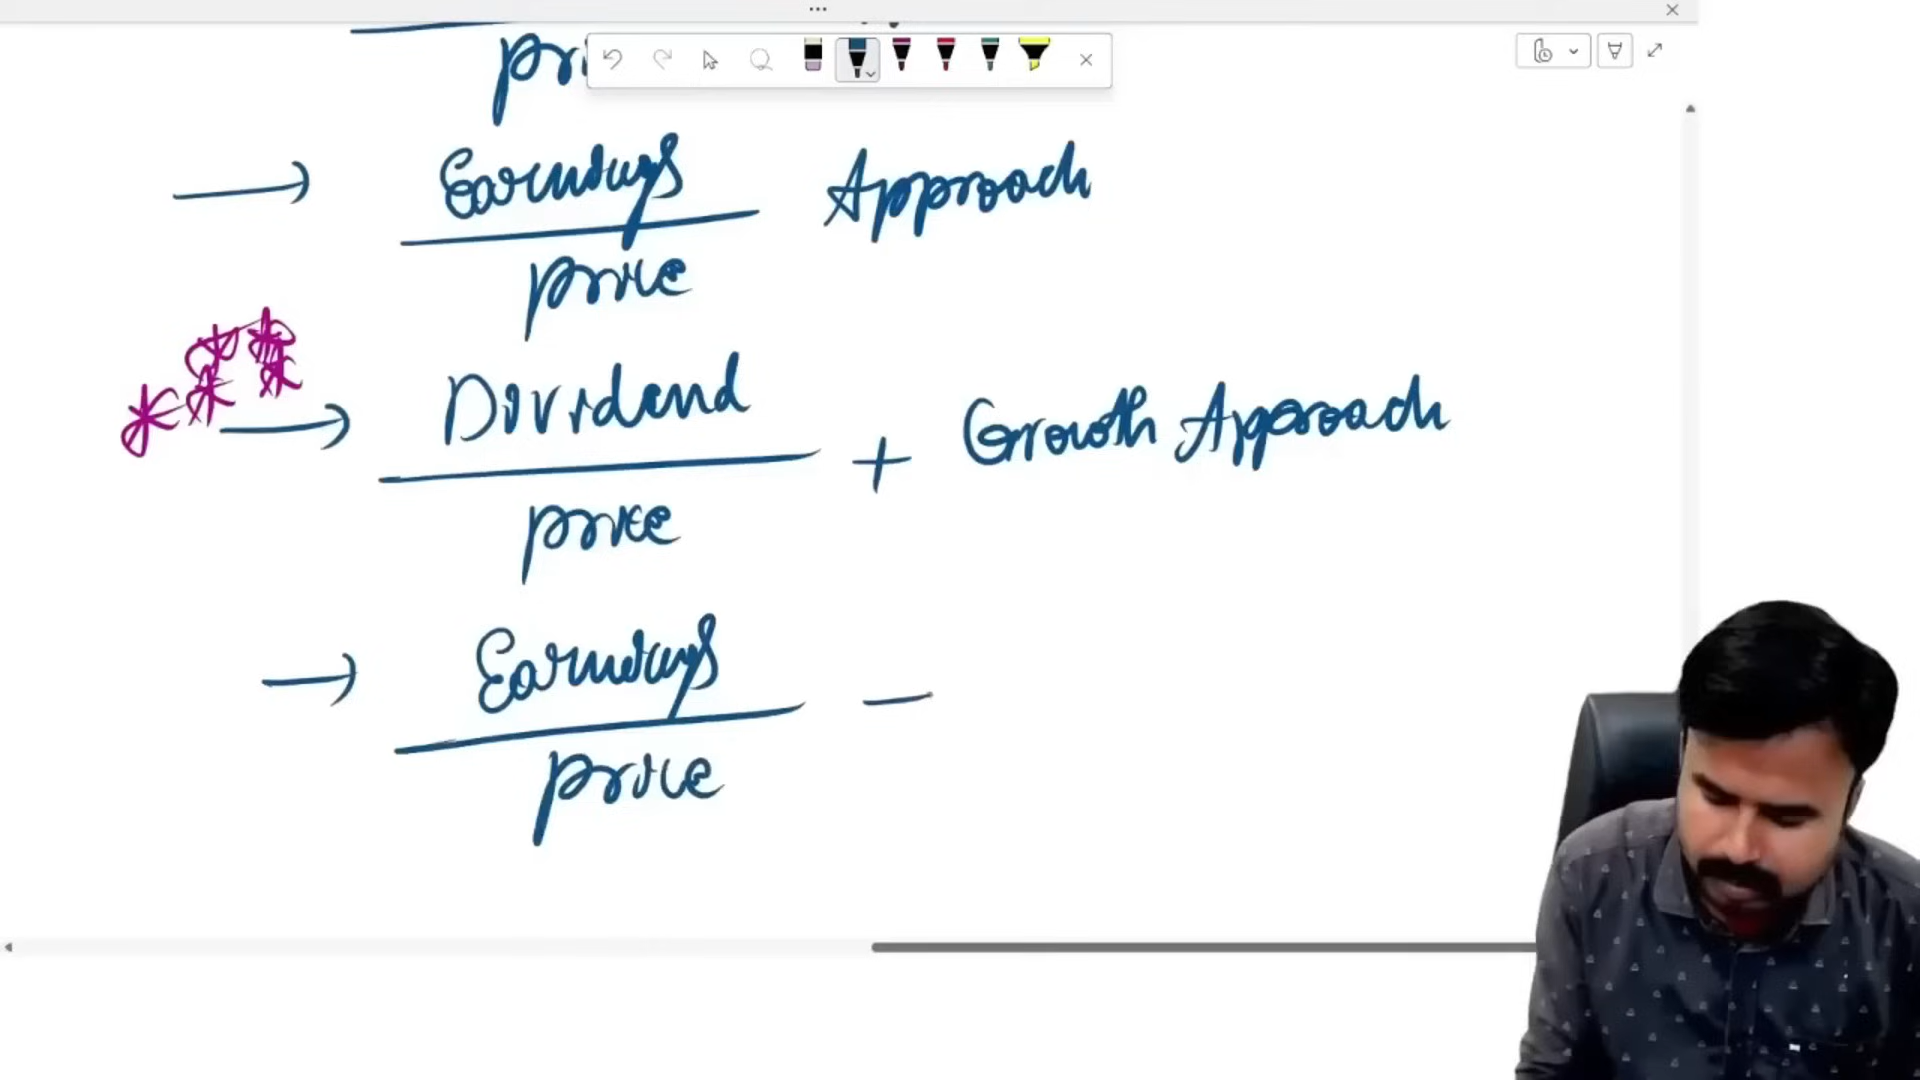 Earnings Approach
price
Dividend + Growth Approach
price
Earnings —
price